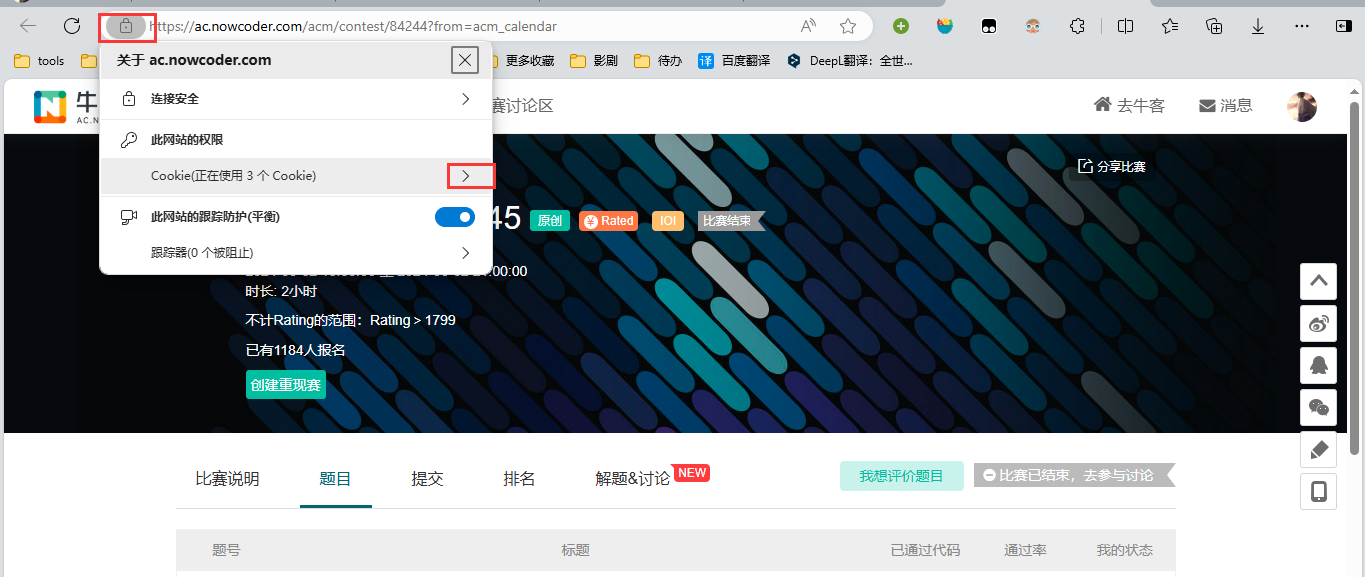 https://ac.nowcoder.com/acm/contest/84244?from=acm_calendar
tools
更多收藏
影剧
待办
译 百度翻译
DeepL翻译：全世...
关于 ac.nowcoder.com
牛
AC.N
赛讨论区
去牛客
消息
连接安全
此网站的权限
Cookie(正在使用 3 个 Cookie)
此网站的跟踪防护(平衡)
跟踪器(0 个被阻止)
分享比赛
45 原创 Rated IOI 比赛结束
:00:00
时长: 2小时
不计Rating的范围：Rating > 1799
已有1184人报名
创建重现赛
比赛说明 题目 提交 排名 解题&讨论 NEW 我想评价题目 比赛已结束，去参与讨论
题号 标题 已通过代码 通过率 我的状态